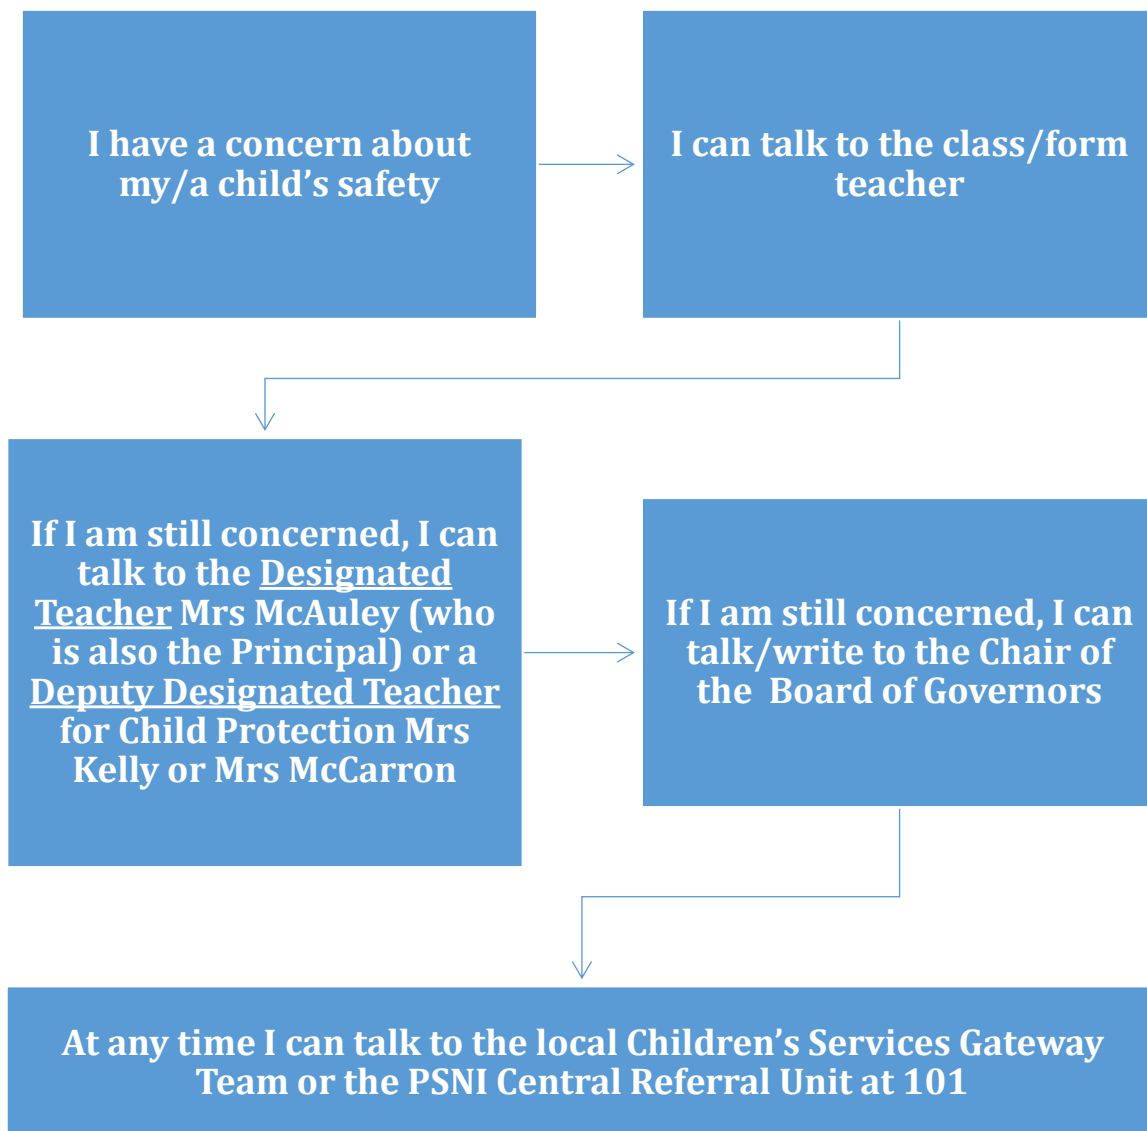 I have a concern about
my/a child’s safety
I can talk to the class/form
teacher
If I am still concerned, I can
talk to the Designated
Teacher Mrs McAuley (who
is also the Principal) or a
Deputy Designated Teacher
for Child Protection Mrs
Kelly or Mrs McCarron
If I am still concerned, I can
talk/write to the Chair of
the  Board of Governors
At any time I can talk to the local Children’s Services Gateway
Team or the PSNI Central Referral Unit at 101